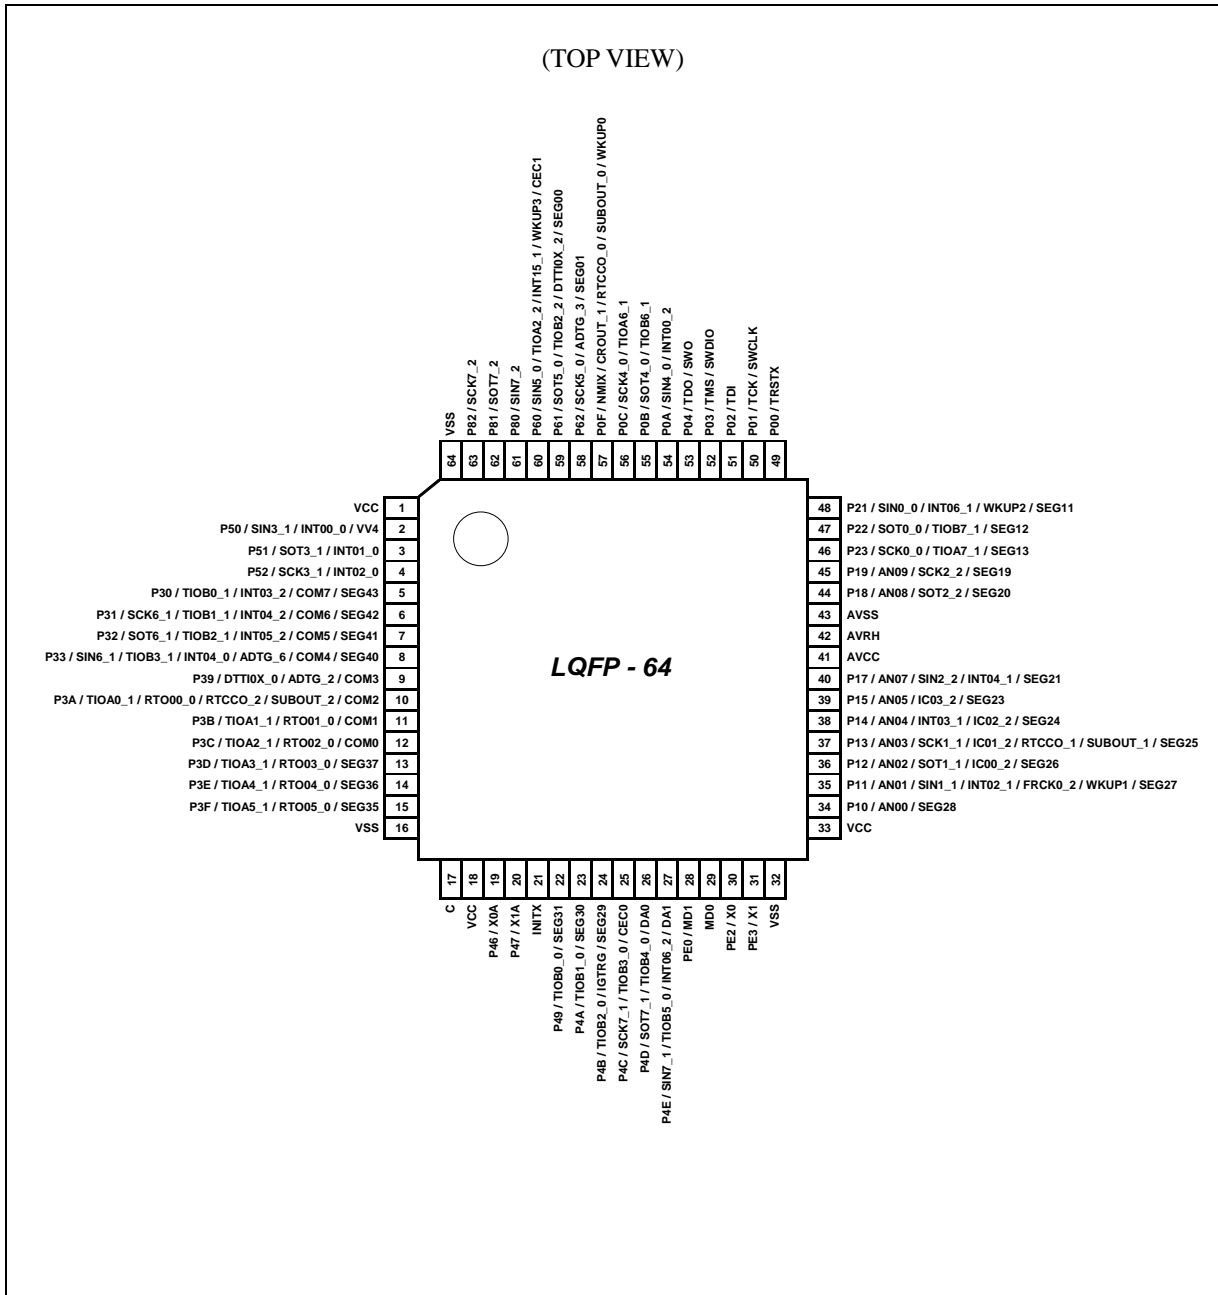 (TOP VIEW)
VSS
P82 / SCK7_2
P81 / SOT7_2
P80 / SIN7_2
P60 / SIN5_0 / TIOA2_2 / INT15_1 / WKUP3 / CEC1
P61 / SOT5_0 / TIOB2_2 / DTTI0X_2 / SEG00
P62 / SCK5_0 / ADTG_3 / SEG01
P0F / NMIX / CROUT_1 / RTCCO_0 / SUBOUT_0 / WKUP0
P0C / SCK4_0 / TIOA6_1
P0B / SOT4_0 / TIOB6_1
P0A / SIN4_0 / INT00_2
P04 / TDO / SWO
P03 / TMS / SWDIO
P02 / TDI
P01 / TCK / SWCLK
P00 / TRSTX
64 63 62 61 60 59 58 57 56 55 54 53 52 51 50 49
VCC 1
P50 / SIN3_1 / INT00_0 / VV4 2
P51 / SOT3_1 / INT01_0 3
P52 / SCK3_1 / INT02_0 4
P30 / TIOB0_1 / INT03_2 / COM7 / SEG43 5
P31 / SCK6_1 / TIOB1_1 / INT04_2 / COM6 / SEG42 6
P32 / SOT6_1 / TIOB2_1 / INT05_2 / COM5 / SEG41 7
P33 / SIN6_1 / TIOB3_1 / INT04_0 / ADTG_6 / COM4 / SEG40 8
P39 / DTTI0X_0 / ADTG_2 / COM3 9
P3A / TIOA0_1 / RTO00_0 / RTCCO_2 / SUBOUT_2 / COM2 10
P3B / TIOA1_1 / RTO01_0 / COM1 11
P3C / TIOA2_1 / RTO02_0 / COM0 12
P3D / TIOA3_1 / RTO03_0 / SEG37 13
P3E / TIOA4_1 / RTO04_0 / SEG36 14
P3F / TIOA5_1 / RTO05_0 / SEG35 15
VSS 16
LQFP - 64
48 P21 / SIN0_0 / INT06_1 / WKUP2 / SEG11
47 P22 / SOT0_0 / TIOB7_1 / SEG12
46 P23 / SCK0_0 / TIOA7_1 / SEG13
45 P19 / AN09 / SCK2_2 / SEG19
44 P18 / AN08 / SOT2_2 / SEG20
43 AVSS
42 AVRH
41 AVCC
40 P17 / AN07 / SIN2_2 / INT04_1 / SEG21
39 P15 / AN05 / IC03_2 / SEG23
38 P14 / AN04 / INT03_1 / IC02_2 / SEG24
37 P13 / AN03 / SCK1_1 / IC01_2 / RTCCO_1 / SUBOUT_1 / SEG25
36 P12 / AN02 / SOT1_1 / IC00_2 / SEG26
35 P11 / AN01 / SIN1_1 / INT02_1 / FRCK0_2 / WKUP1 / SEG27
34 P10 / AN00 / SEG28
33 VCC
17 18 19 20 21 22 23 24 25 26 27 28 29 30 31 32
C
VCC
P46 / X0A
P47 / X1A
INITX
P49 / TIOB0_0 / SEG31
P4A / TIOB1_0 / SEG30
P4B / TIOB2_0 / IGTRG / SEG29
P4C / SCK7_1 / TIOB3_0 / CEC0
P4D / SOT7_1 / TIOB4_0 / DA0
P4E / SIN7_1 / TIOB5_0 / INT06_2 / DA1
PE0 / MD1
MD0
PE2 / X0
PE3 / X1
VSS